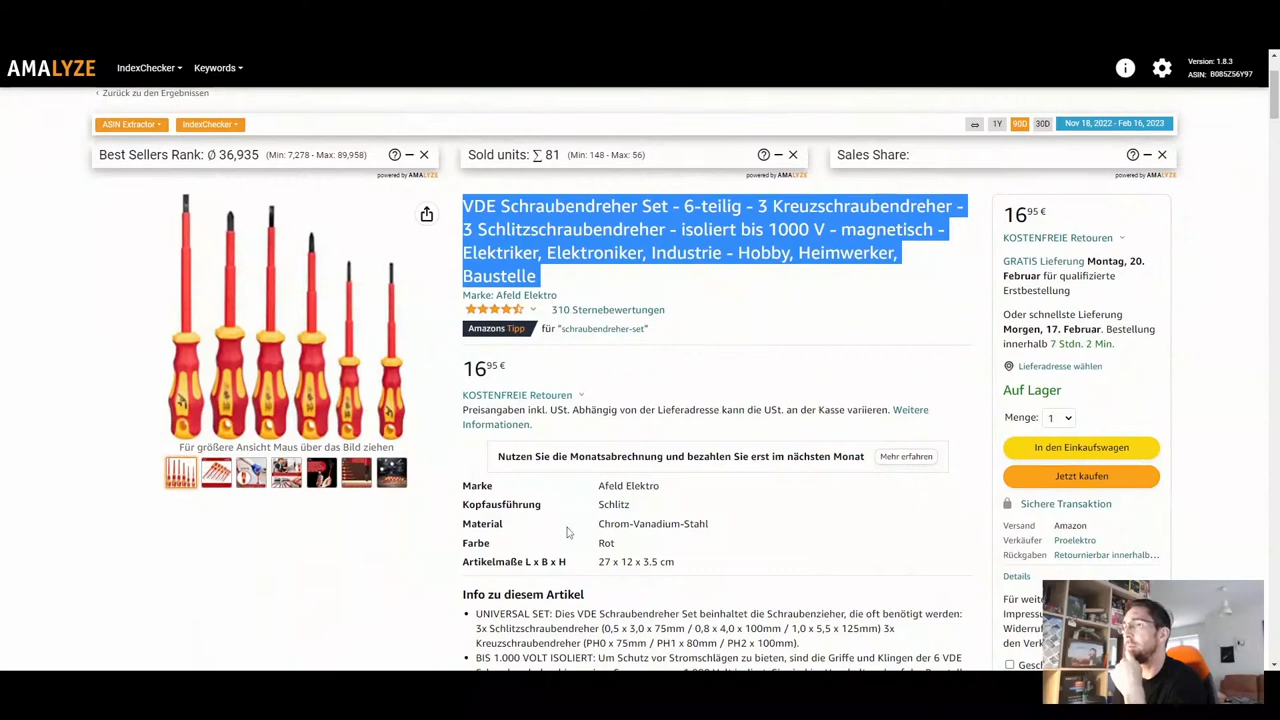 AMALYZE
IndexChecker
Keywords
Version: 1.8.3
ASIN: B085Z56Y97
‹ Zurück zu den Ergebnissen
ASIN Extractor
IndexChecker
1Y
90D
30D
Nov 18, 2022 - Feb 16, 2023
Best Sellers Rank: Ø 36,935 (Min: 7,278 - Max: 89,958)
powered by AMALYZE
Sold units: ∑ 81 (Min: 148 - Max: 56)
powered by AMALYZE
Sales Share:
powered by AMALYZE
VDE Schraubendreher Set - 6-teilig - 3 Kreuzschraubendreher -
3 Schlitzschraubendreher - isoliert bis 1000 V - magnetisch -
Elektriker, Elektroniker, Industrie - Hobby, Heimwerker,
Baustelle
Marke: Afeld Elektro
310 Sternebewertungen
Amazons Tipp für "schraubendreher-set"
16 95 €
KOSTENFREIE Retouren
Preisangaben inkl. USt. Abhängig von der Lieferadresse kann die USt. an der Kasse variieren. Weitere
Informationen.
Für größere Ansicht Maus über das Bild ziehen
Nutzen Sie die Monatsabrechnung und bezahlen Sie erst im nächsten Monat
Mehr erfahren
Marke Afeld Elektro
Kopfausführung Schlitz
Material Chrom-Vanadium-Stahl
Farbe Rot
Artikelmaße L x B x H 27 x 12 x 3.5 cm
Info zu diesem Artikel
• UNIVERSAL SET: Dies VDE Schraubendreher Set beinhaltet die Schraubenzieher, die oft benötigt werden:
3x Schlitzschraubendreher (0,5 x 3,0 x 75mm / 0,8 x 4,0 x 100mm / 1,0 x 5,5 x 125mm) 3x
Kreuzschraubendreher (PH0 x 75mm / PH1 x 80mm / PH2 x 100mm).
• BIS 1.000 VOLT ISOLIERT: Um Schutz vor Stromschlägen zu bieten, sind die Griffe und Klingen der 6 VDE
16 95 €
KOSTENFREIE Retouren
GRATIS Lieferung Montag, 20.
Februar für qualifizierte
Erstbestellung
Oder schnellste Lieferung
Morgen, 17. Februar. Bestellung
innerhalb 7 Stdn. 2 Min.
Lieferadresse wählen
Auf Lager
Menge: 1
In den Einkaufswagen
Jetzt kaufen
Sichere Transaktion
Versand Amazon
Verkäufer Proelektro
Rückgaben Retournierbar innerhalb...
Details
Für weite
Impressu
Widerruf
den Verk
Gesch